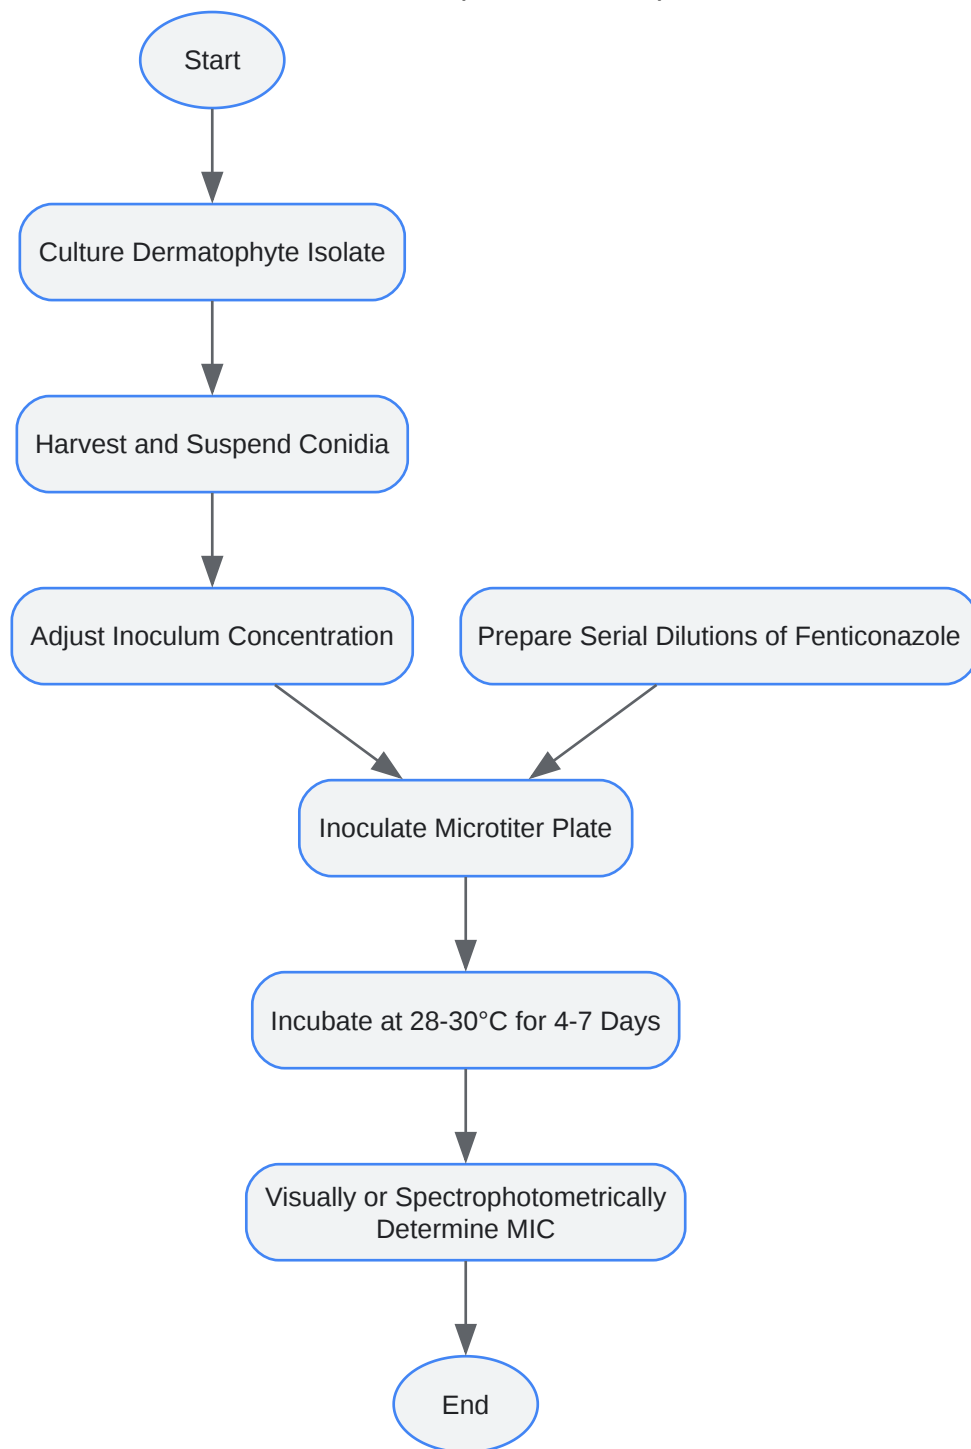 Start
Culture Dermatophyte Isolate
Harvest and Suspend Conidia
Adjust Inoculum Concentration
Prepare Serial Dilutions of Fenticonazole
Inoculate Microtiter Plate
Incubate at 28-30°C for 4-7 Days
Visually or Spectrophotometrically
Determine MIC
End